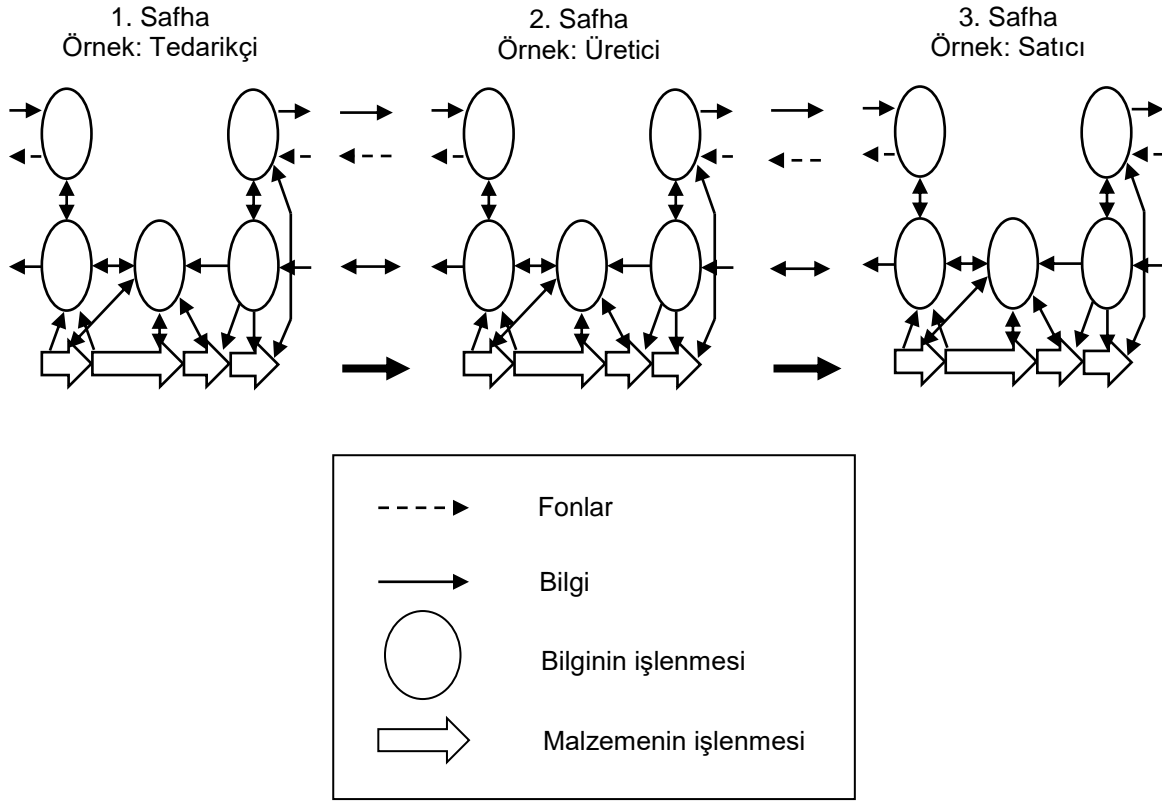 1. Safha
Örnek: Tedarikçi
2. Safha
Örnek: Üretici
3. Safha
Örnek: Satıcı
Fonlar
Bilgi
Bilginin işlenmesi
Malzemenin işlenmesi